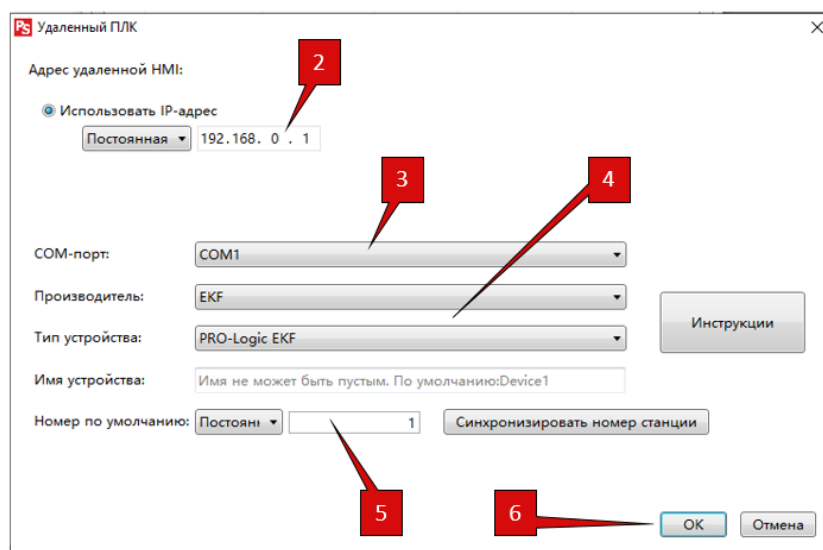 PS Удаленный ПЛК
Адрес удаленной HMI:
2
Использовать IP-адрес
Постоянная 192.168. 0 . 1
3
4
COM-порт: COM1
Производитель: EKF
Инструкции
Тип устройства: PRO-Logic EKF
Имя устройства: Имя не может быть пустым. По умолчанию:Device1
Номер по умолчанию: Постоян 1 Синхронизировать номер станции
5
6
OK Отмена